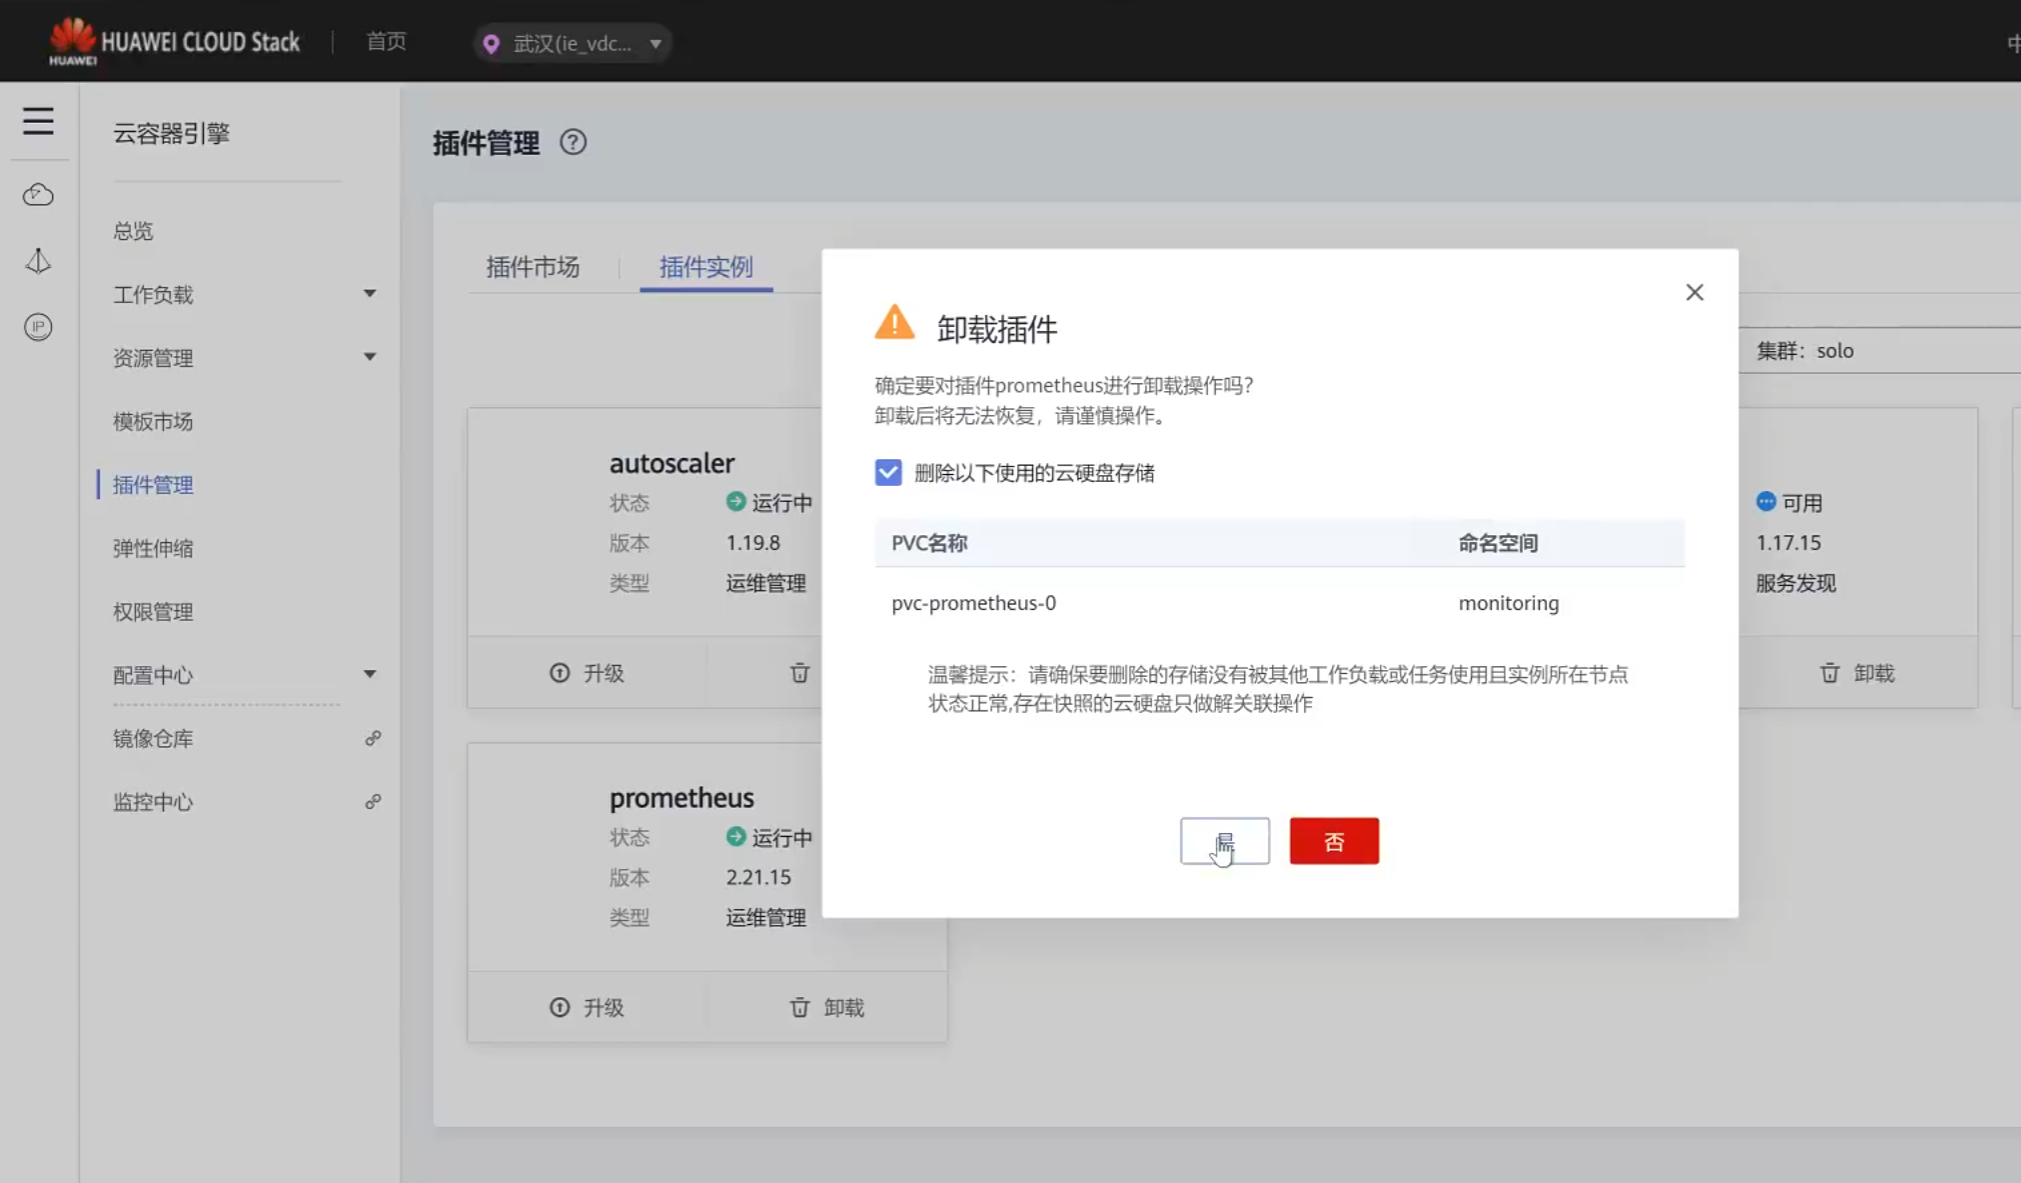 HUAWEI
HUAWEI CLOUD Stack
首页
武汉(ie_vdc...
云容器引擎
总览
工作负载
资源管理
模板市场
插件管理
弹性伸缩
权限管理
配置中心
镜像仓库
监控中心
IP
插件管理
?
插件市场
插件实例
集群：solo
autoscaler
状态
运行中
版本
1.19.8
类型
运维管理
升级
prometheus
状态
运行中
版本
2.21.15
类型
运维管理
升级
卸载
可用
1.17.15
服务发现
卸载
卸载插件
确定要对插件prometheus进行卸载操作吗?
卸载后将无法恢复，请谨慎操作。
删除以下使用的云硬盘存储
PVC名称 命名空间
pvc-prometheus-0 monitoring
温馨提示：请确保要删除的存储没有被其他工作负载或任务使用且实例所在节点
状态正常,存在快照的云硬盘只做解关联操作
是
否